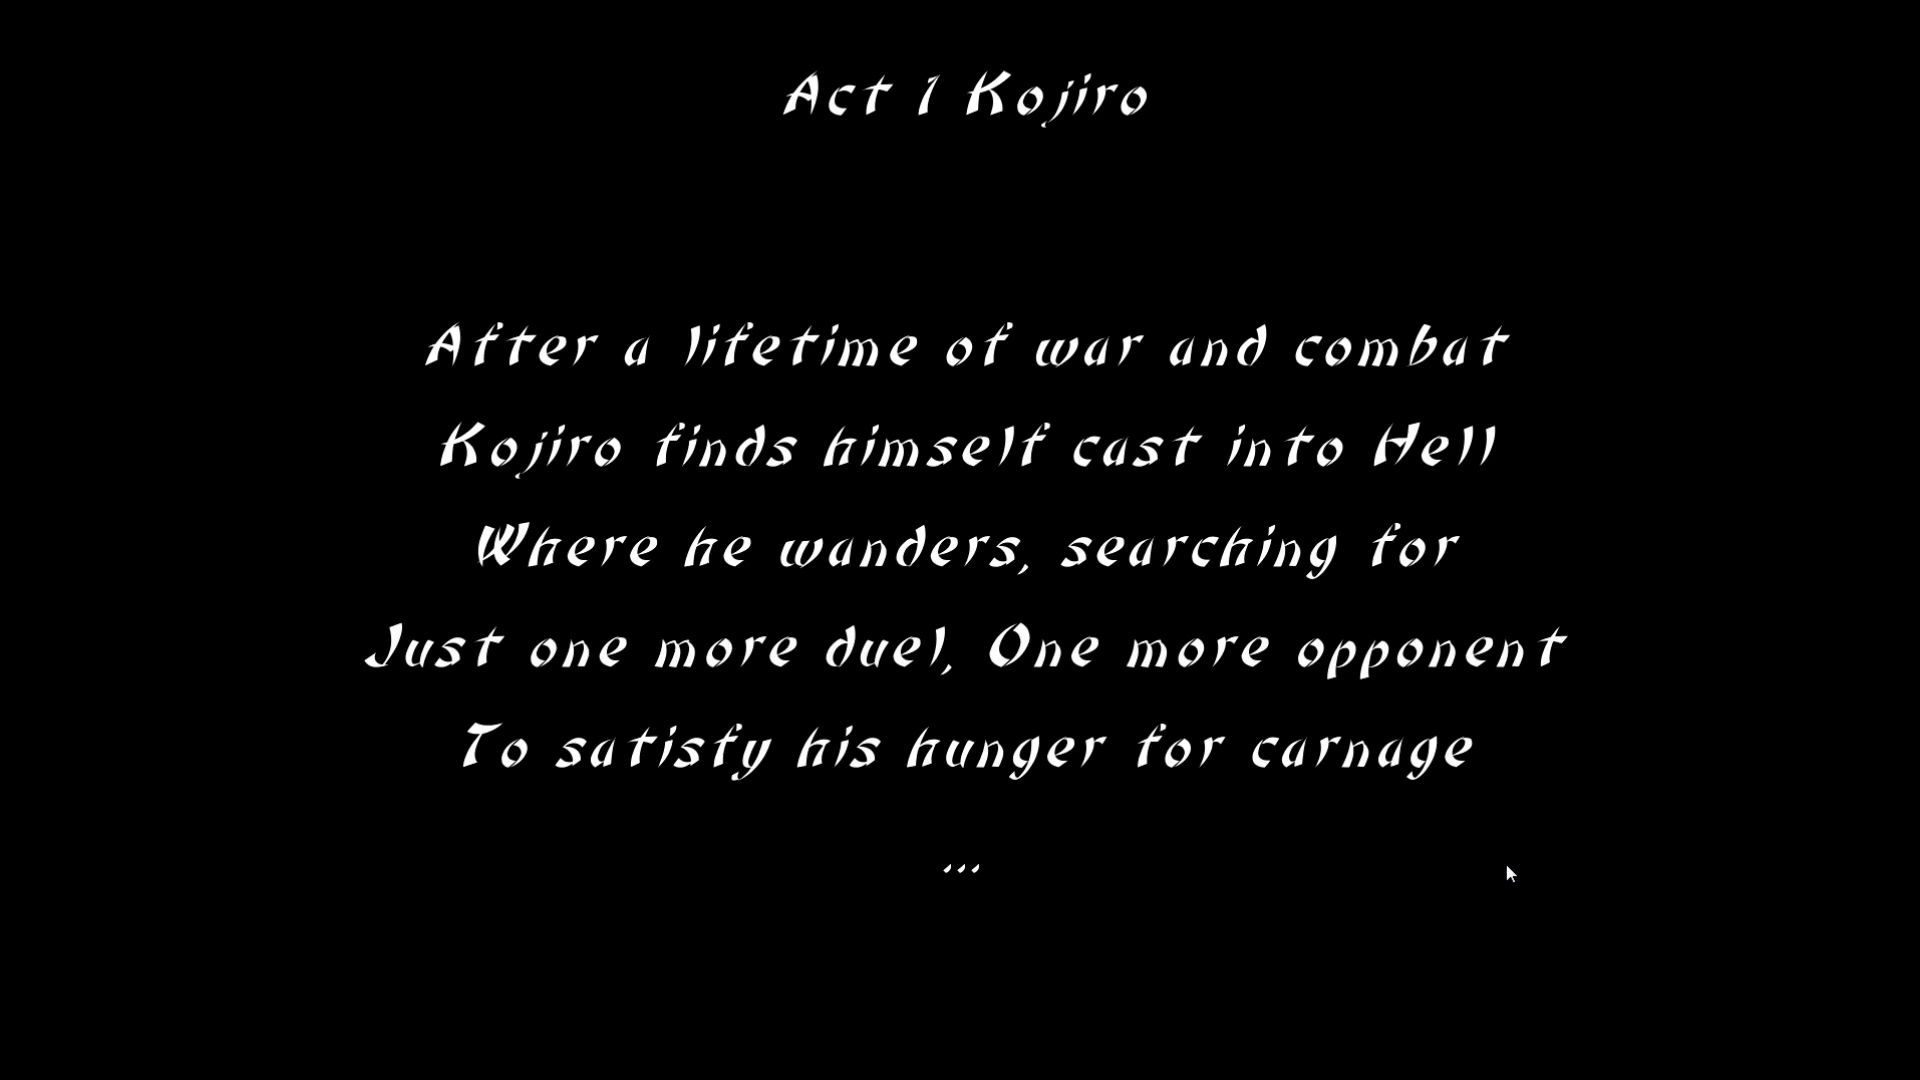 Act 1 Kojiro
After a lifetime of war and combat
Kojiro finds himself cast into Hell
Where he wanders, searching for
Just one more duel, One more opponent
To satisfy his hunger for carnage
...